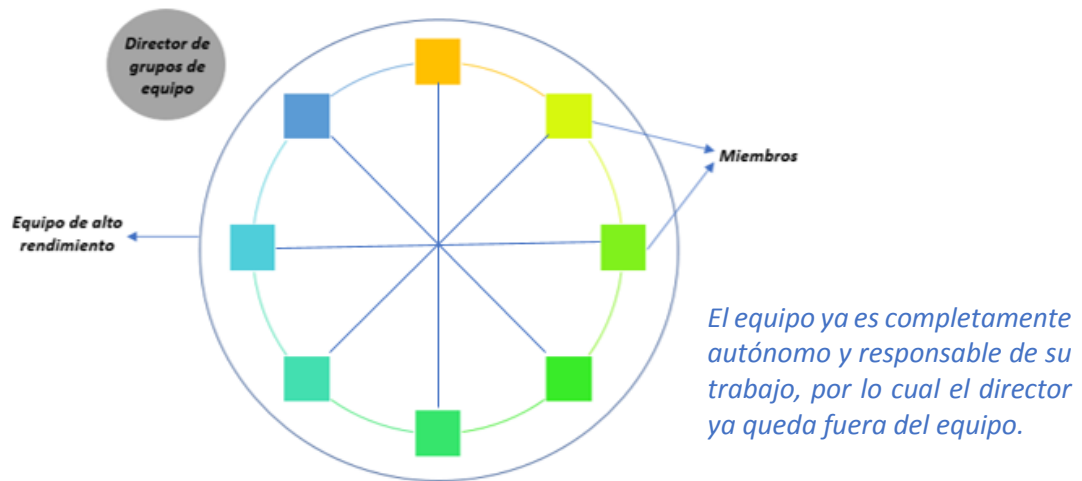 Director de
grupos de
equipo
Miembros
Equipo de alto
rendimiento
El equipo ya es completamente
autónomo y responsable de su
trabajo, por lo cual el director
ya queda fuera del equipo.